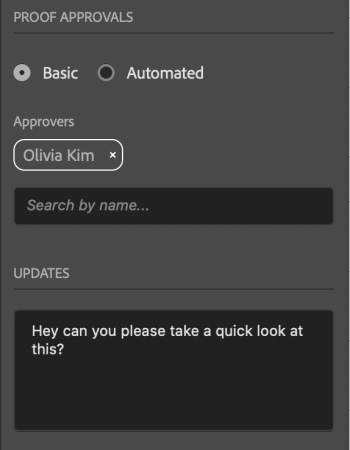 PROOF APPROVALS
Basic Automated
Approvers
Olivia Kim ×
Search by name...
UPDATES
Hey can you please take a quick look at
this?